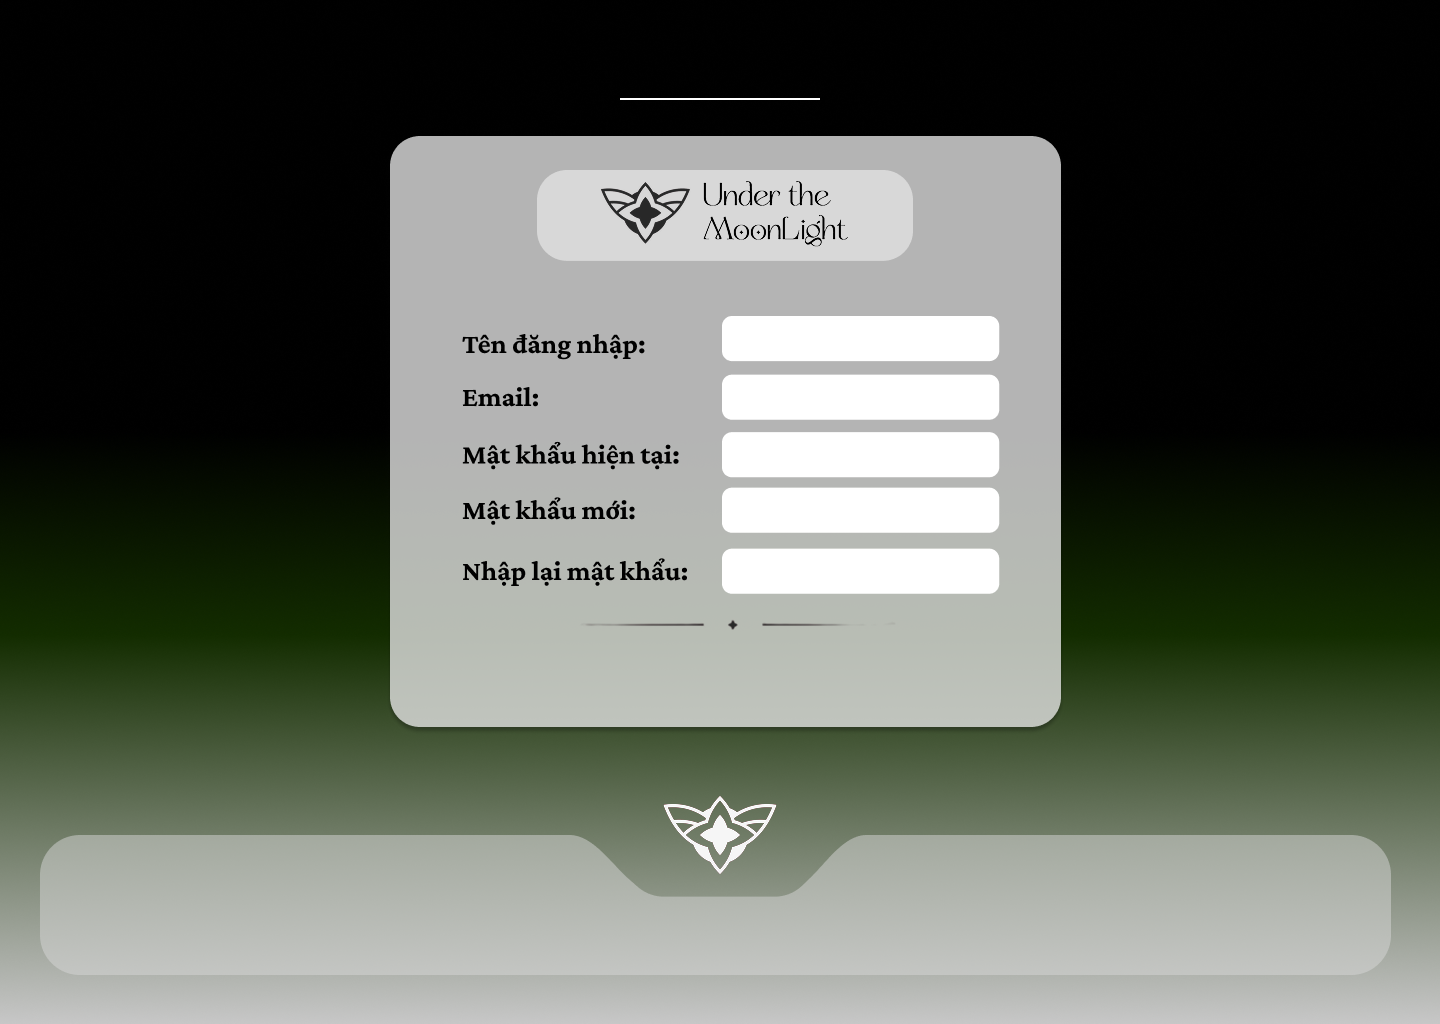 Under the
MoonLight
Tên đăng nhập:
Email:
Mật khẩu hiện tại:
Mật khẩu mới:
Nhập lại mật khẩu: